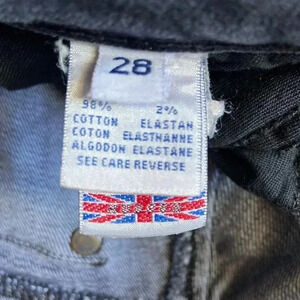 28
98% 2%
COTTON ELASTAN
COTON ELASTHANNE
ALGODON ELASTANE
SEE CARE REVERSE